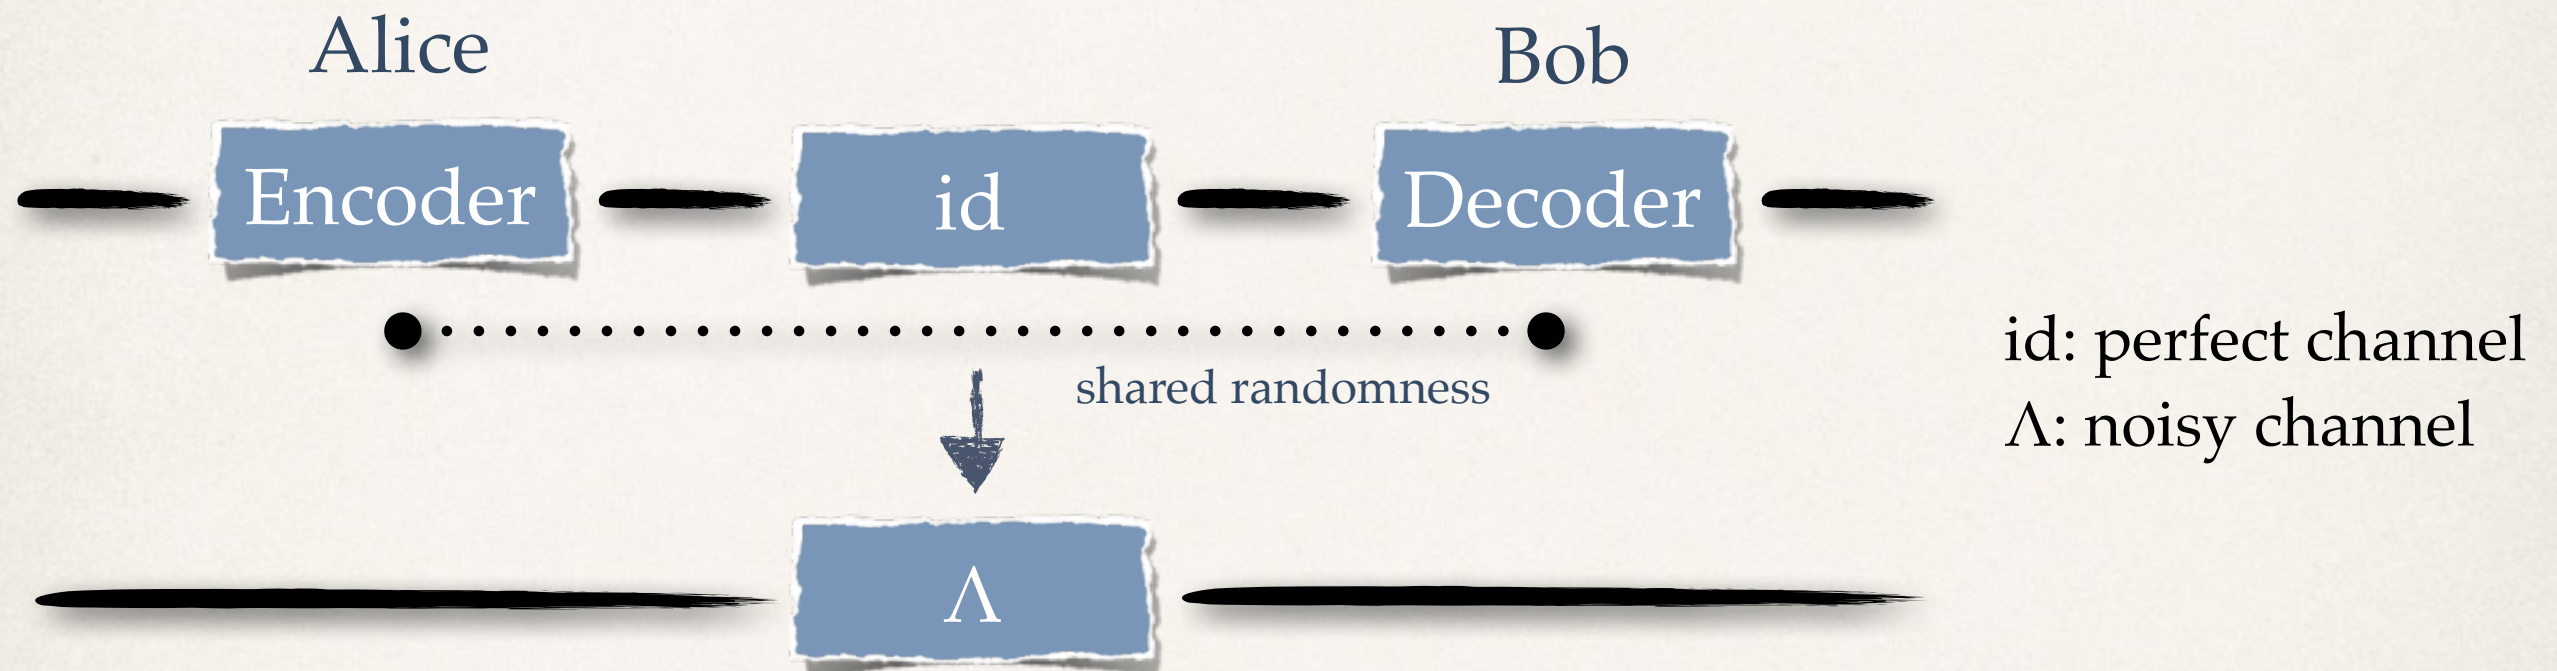 Alice
Bob
Encoder
id
Decoder
shared randomness
id: perfect channel
Λ: noisy channel
Λ